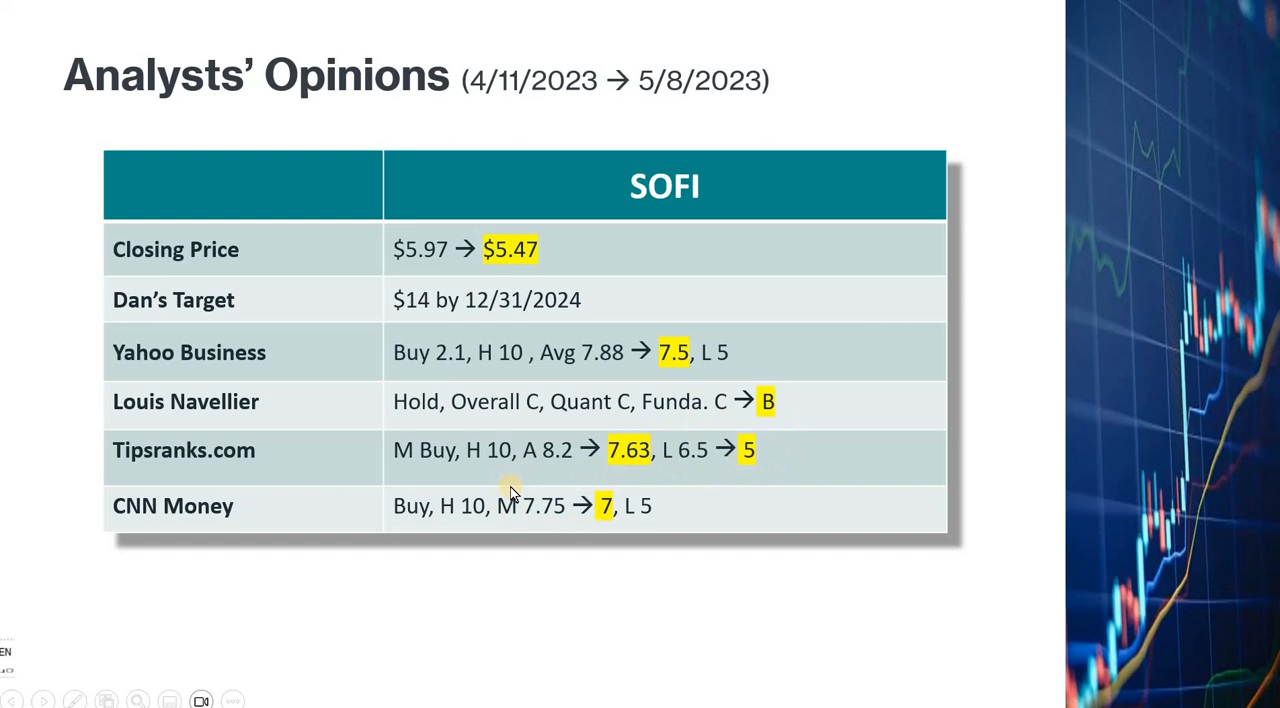 Analysts’ Opinions (4/11/2023 → 5/8/2023)
SOFI
Closing Price $5.97 → $5.47
Dan’s Target $14 by 12/31/2024
Yahoo Business Buy 2.1, H 10 , Avg 7.88 → 7.5, L 5
Louis Navellier Hold, Overall C, Quant C, Funda. C → B
Tipsranks.com M Buy, H 10, A 8.2 → 7.63, L 6.5 → 5
CNN Money Buy, H 10, M 7.75 → 7, L 5
EN